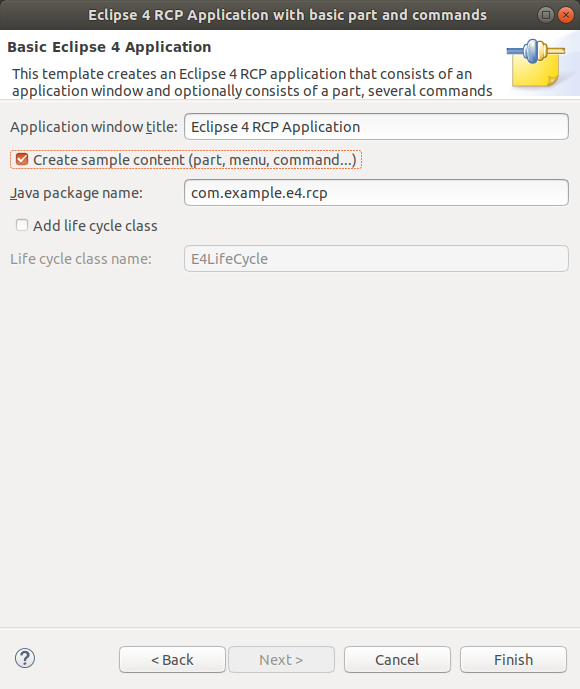 Eclipse 4 RCP Application with basic part and commands
Basic Eclipse 4 Application
This template creates an Eclipse 4 RCP application that consists of an
application window and optionally consists of a part, several commands
Application window title: Eclipse 4 RCP Application
Create sample content (part, menu, command...)
Java package name: com.example.e4.rcp
Add life cycle class
Life cycle class name: E4LifeCycle
? < Back Next > Cancel Finish